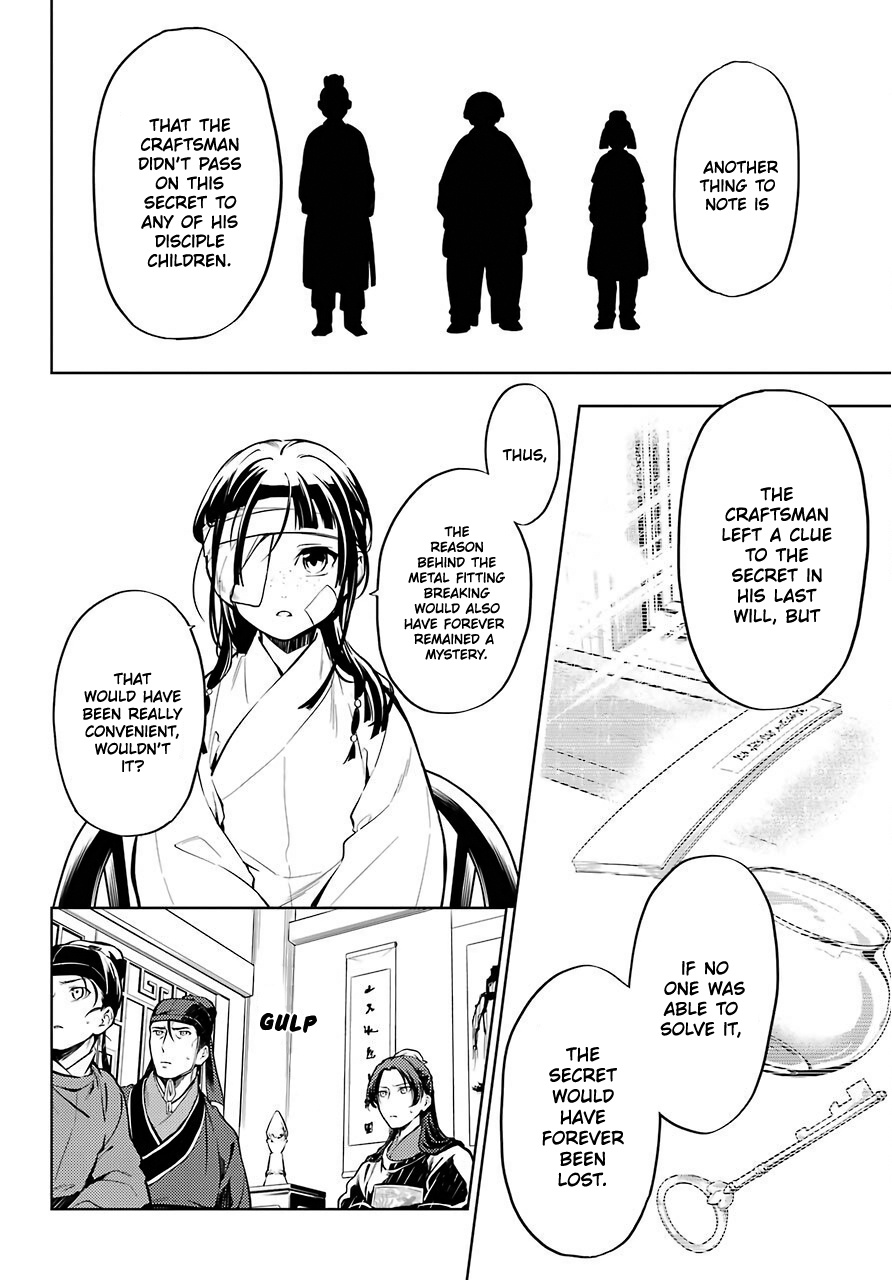 ANOTHER
THING TO
NOTE IS
THAT THE
CRAFTSMAN
DIDN'T PASS
ON THIS
SECRET TO
ANY OF HIS
DISCIPLE
CHILDREN.
THE
CRAFTSMAN
LEFT A CLUE
TO THE
SECRET IN
HIS LAST
WILL, BUT
IF NO
ONE WAS
ABLE TO
SOLVE IT,
THE
SECRET
WOULD
HAVE
FOREVER
BEEN
LOST.
THUS,
THE
REASON
BEHIND THE
METAL FITTING
BREAKING
WOULD ALSO
HAVE FOREVER
REMAINED A
MYSTERY.
THAT
WOULD HAVE
BEEN REALLY
CONVENIENT,
WOULDN'T
IT?
GULP